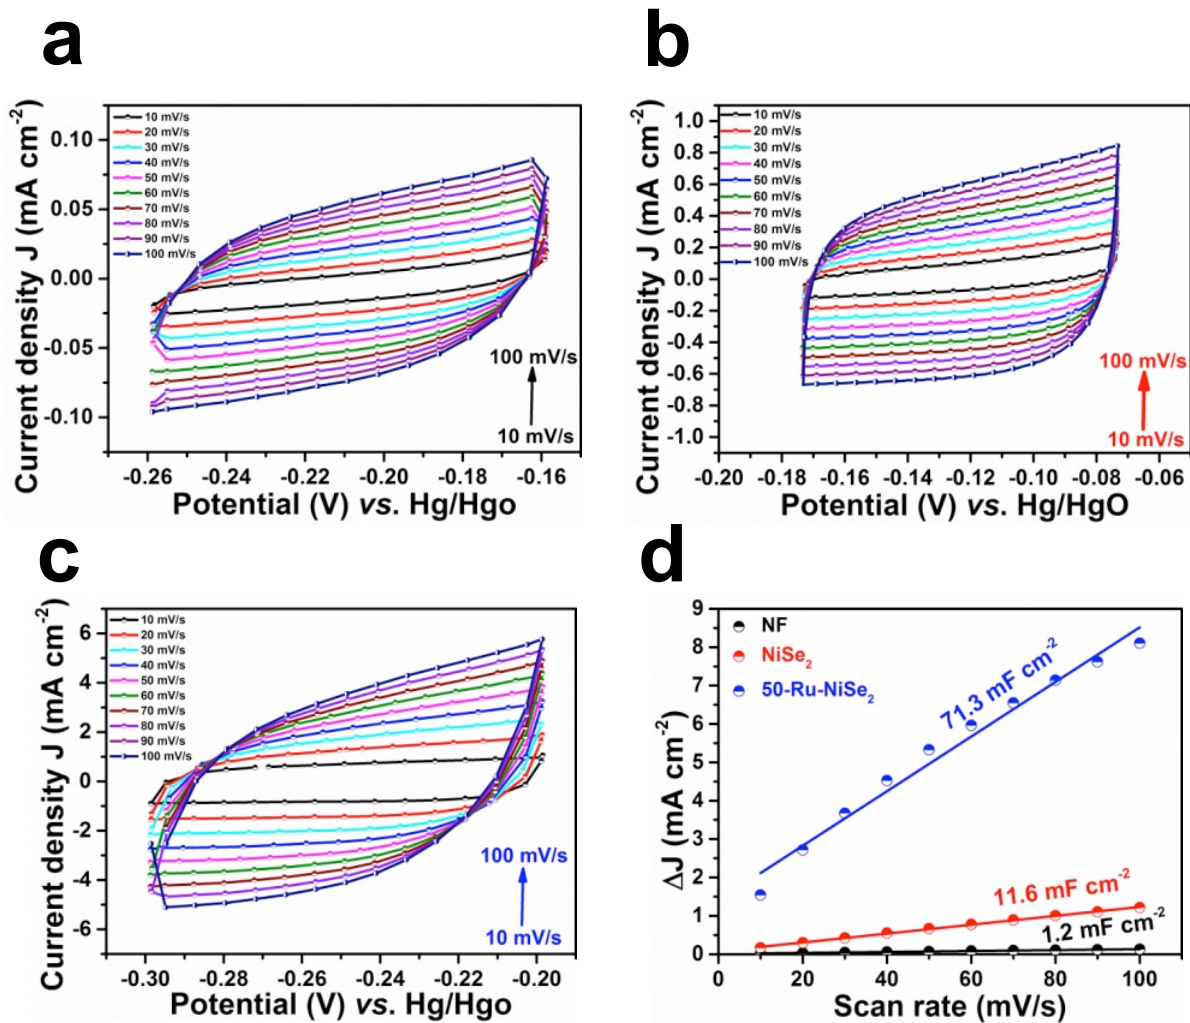 a
Current density J (mA cm-2)
0.10
0.05
0.00
-0.05
-0.10
10 mV/s
20 mV/s
30 mV/s
40 mV/s
50 mV/s
60 mV/s
70 mV/s
80 mV/s
90 mV/s
100 mV/s
100 mV/s
10 mV/s
-0.26 -0.24 -0.22 -0.20 -0.18 -0.16
Potential (V) vs. Hg/Hgo
b
Current density J (mA cm-2)
1.0
0.8
0.6
0.4
0.2
0.0
-0.2
-0.4
-0.6
-0.8
-1.0
10 mV/s
20 mV/s
30 mV/s
40 mV/s
50 mV/s
60 mV/s
70 mV/s
80 mV/s
90 mV/s
100 mV/s
100 mV/s
10 mV/s
-0.20 -0.18 -0.16 -0.14 -0.12 -0.10 -0.08 -0.06
Potential (V) vs. Hg/HgO
c
Current density J (mA cm-2)
6
4
2
0
-2
-4
-6
10 mV/s
20 mV/s
30 mV/s
40 mV/s
50 mV/s
60 mV/s
70 mV/s
80 mV/s
90 mV/s
100 mV/s
100 mV/s
10 mV/s
-0.30 -0.28 -0.26 -0.24 -0.22 -0.20
Potential (V) vs. Hg/Hgo
d
ΔJ (mA cm-2)
9
8
7
6
5
4
3
2
1
0
NF
NiSe2
50-Ru-NiSe2
71.3 mF cm-2
11.6 mF cm-2
1.2 mF cm-2
0 20 40 60 80 100
Scan rate (mV/s)